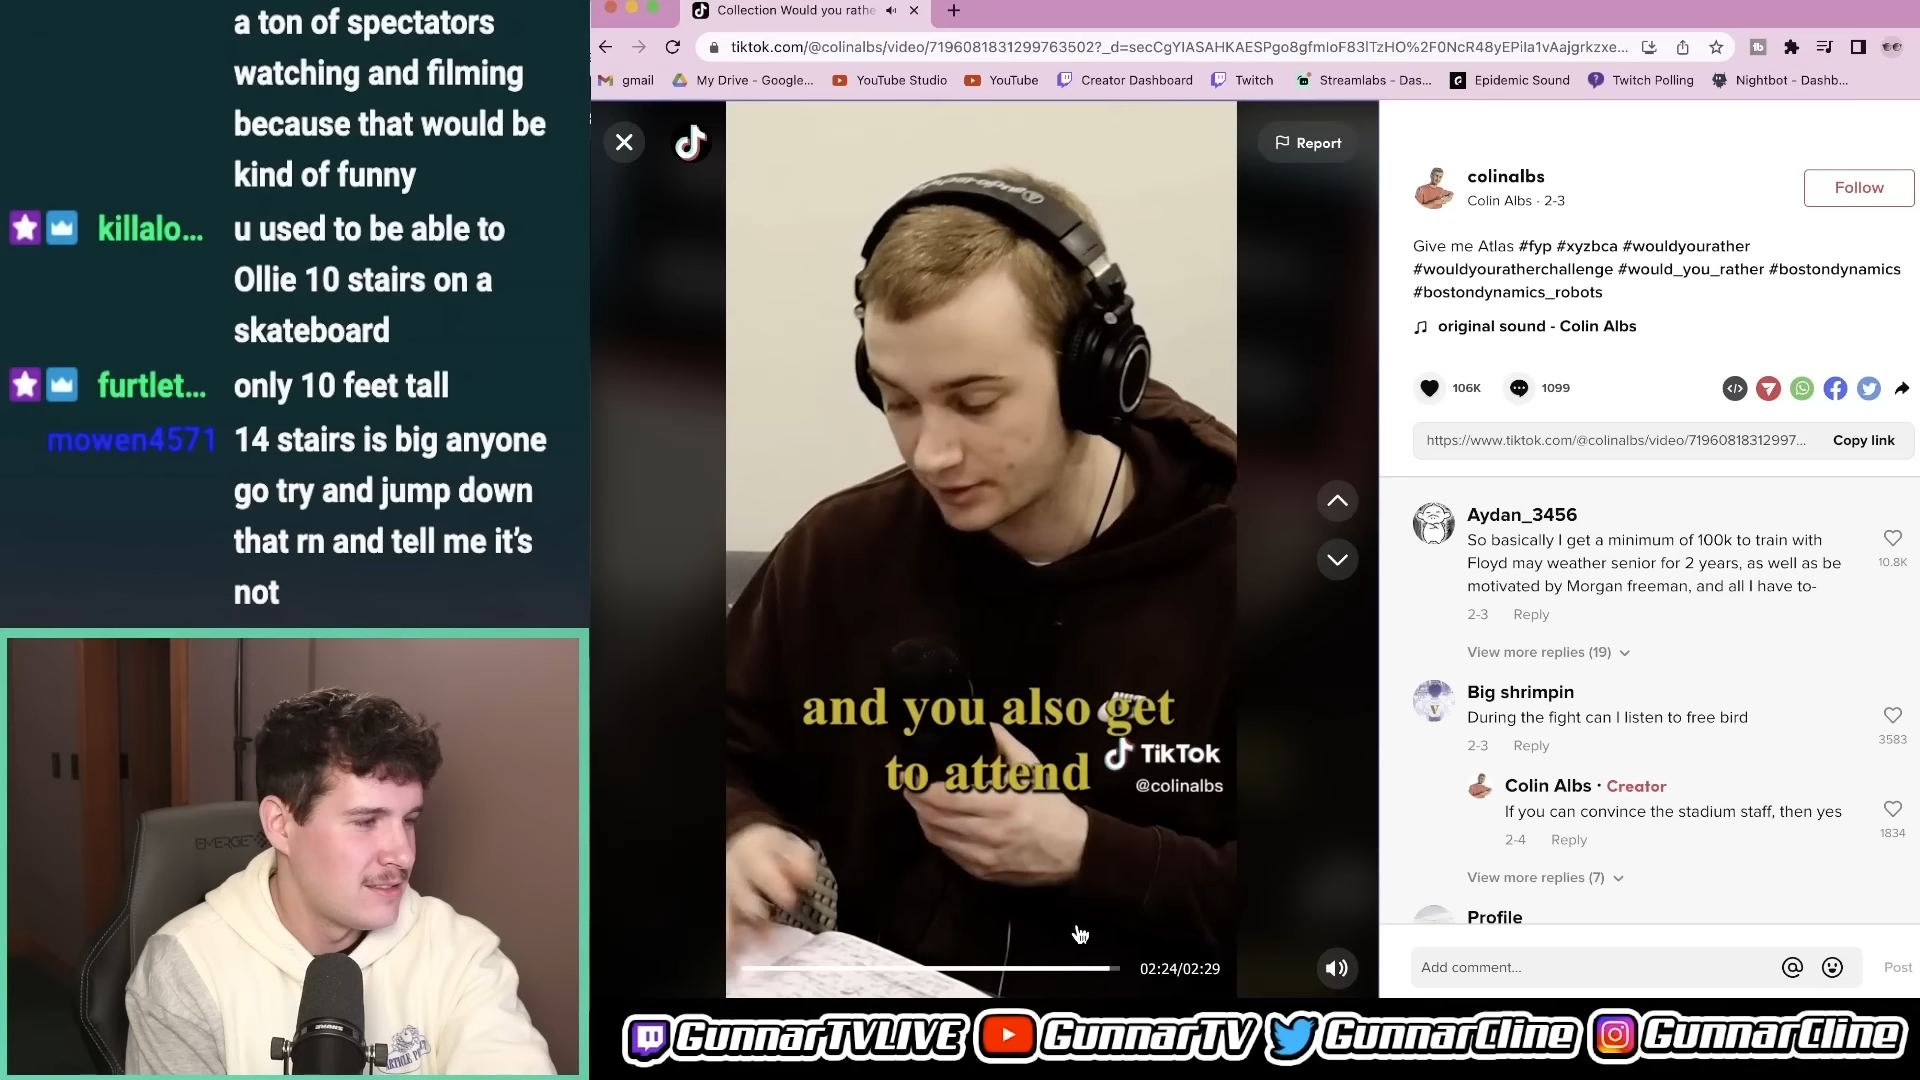 a ton of spectators
watching and filming
because that would be
kind of funny
killalo... u used to be able to
Ollie 10 stairs on a
skateboard
furtlet... only 10 feet tall
mowen4571 14 stairs is big anyone
go try and jump down
that rn and tell me it's
not
EMERGE
Collection Would you rathe
tiktok.com/@colinalbs/video/7196081831299763502?_d=secCgYIASAHKAESPgo8gfmIoF83lTzHO%2F0NcR48yEPiIa1vAajgrkzxe...
gmail
My Drive - Google...
YouTube Studio
YouTube
Creator Dashboard
Twitch
Streamlabs - Das...
Epidemic Sound
Twitch Polling
Nightbot - Dashb...
Report
audio-technica
and you also get
to attend
TikTok
@colinalbs
02:24/02:29
colinalbs
Colin Albs · 2-3
Follow
Give me Atlas #fyp #xyzbca #wouldyourather
#wouldyouratherchallenge #would_you_rather #bostondynamics
#bostondynamics_robots
original sound - Colin Albs
106K
1099
https://www.tiktok.com/@colinalbs/video/71960818312997...
Copy link
Aydan_3456
So basically I get a minimum of 100k to train with
Floyd may weather senior for 2 years, as well as be
motivated by Morgan freeman, and all I have to-
10.8K
2-3 Reply
View more replies (19)
Big shrimpin
During the fight can I listen to free bird
3583
2-3 Reply
Colin Albs · Creator
If you can convince the stadium staff, then yes
1834
2-4 Reply
View more replies (7)
Profile
Add comment...
Post
GunnarTVLIVE
GunnarTV
GunnarCline
GunnarCline